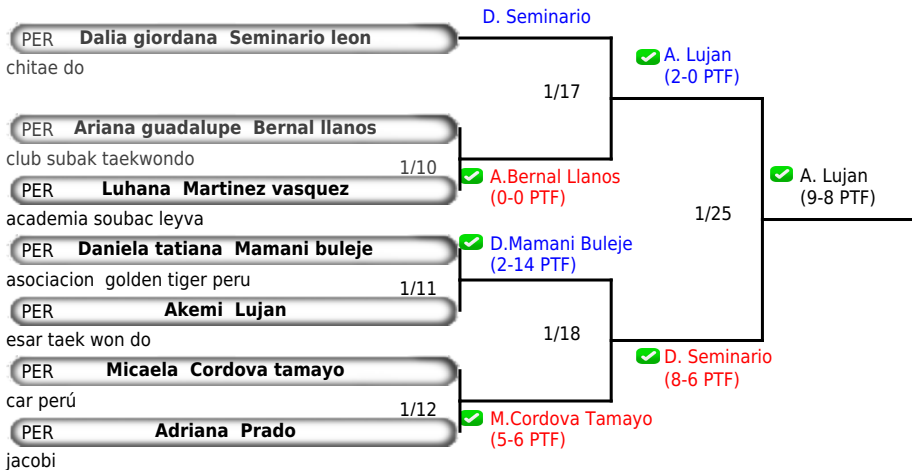 D. Seminario
PER Dalia giordana Seminario leon
chitae do
A. Lujan
(2-0 PTF)
1/17
PER Ariana guadalupe Bernal llanos
club subak taekwondo
1/10
A.Bernal Llanos
(0-0 PTF)
PER Luhana Martinez vasquez
academia soubac leyva
A. Lujan
(9-8 PTF)
1/25
PER Daniela tatiana Mamani buleje
asociacion golden tiger peru
D.Mamani Buleje
(2-14 PTF)
1/11
PER Akemi Lujan
esar taek won do
1/18
PER Micaela Cordova tamayo
car perú
D. Seminario
(8-6 PTF)
1/12
M.Cordova Tamayo
(5-6 PTF)
PER Adriana Prado
jacobi